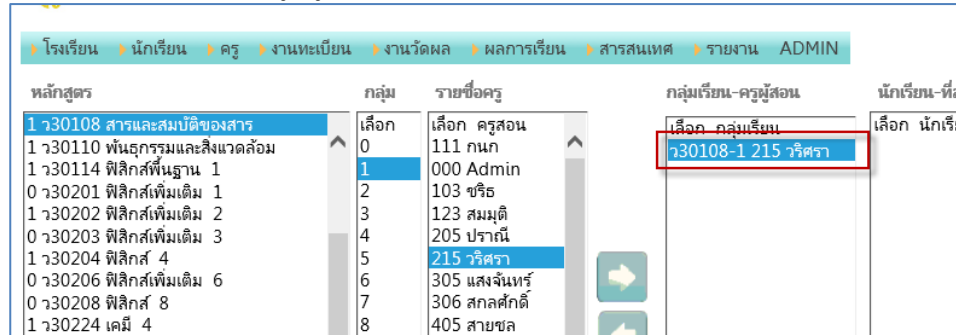 โรงเรียน นักเรียน ครู งานทะเบียน งานวัดผล ผลการเรียน สารสนเทศ รายงาน ADMIN
หลักสูตร กลุ่ม รายชื่อครู กลุ่มเรียน-ครูผู้สอน นักเรียน-ที่
1 ว30108 สารและสมบัติของสาร เลือก เลือก ครูสอน เลือก กลุ่มเรียน เลือก นักเรี
1 ว30110 พันธุกรรมและสิ่งแวดล้อม 0 111 กนก ว30108-1 215 วริศรา
1 ว30114 ฟิสิกส์พื้นฐาน 1 1 000 Admin
0 ว30201 ฟิสิกส์เพิ่มเติม 1 2 103 ชริธ
1 ว30202 ฟิสิกส์เพิ่มเติม 2 3 123 สมมุติ
0 ว30203 ฟิสิกส์เพิ่มเติม 3 4 205 ปราณี
1 ว30204 ฟิสิกส์ 4 5 215 วริศรา
0 ว30206 ฟิสิกส์เพิ่มเติม 6 6 305 แสงจันทร์
0 ว30208 ฟิสิกส์ 8 7 306 สกลศักดิ์
1 ว30224 เคมี 4 8 405 สายชล